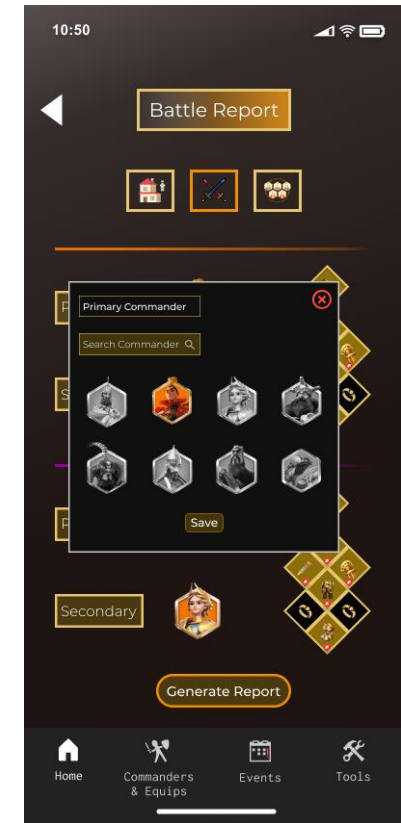 10:50
Battle Report
P
Primary Commander
Search Commander
S
Save
P
Secondary
Generate Report
Home
Commanders
& Equips
Events
Tools